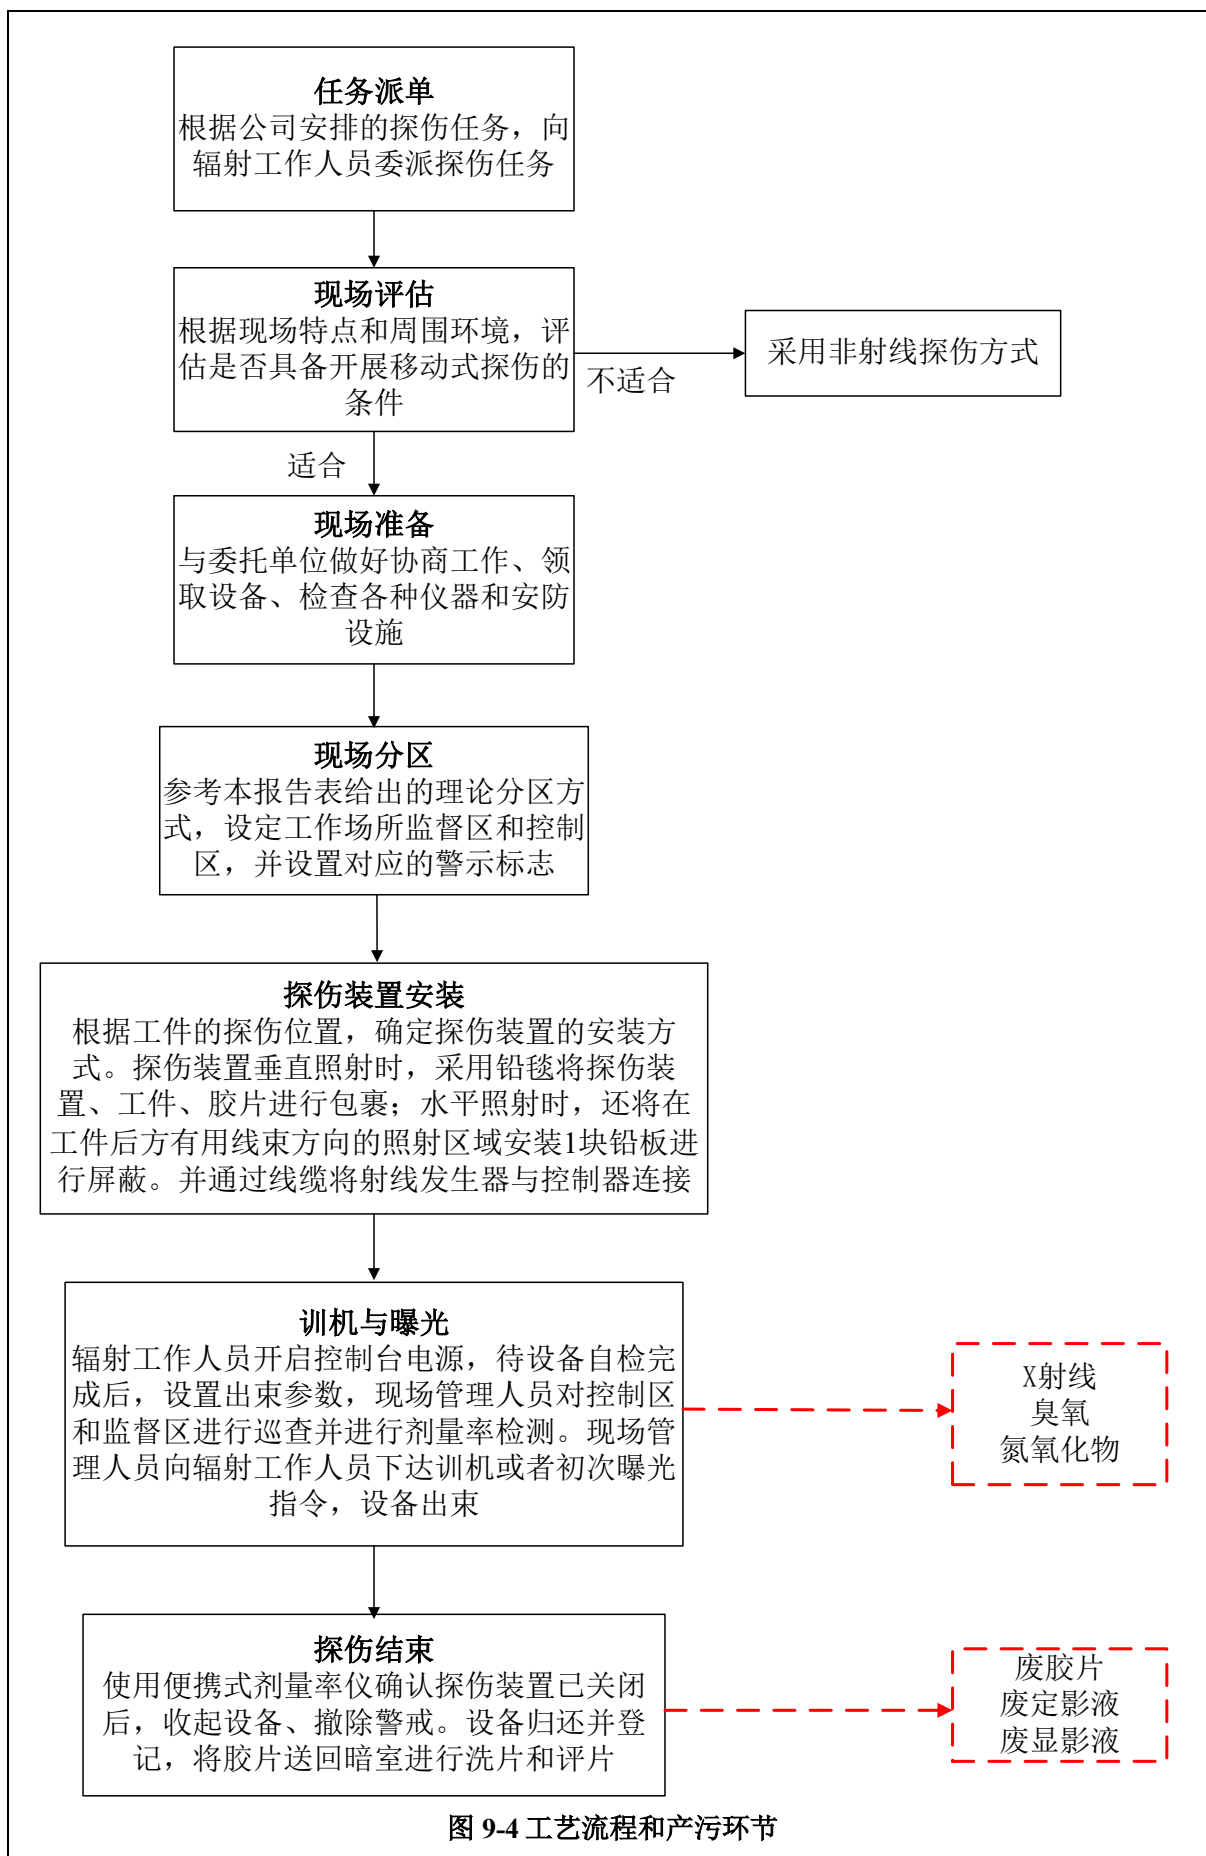 任务派单
根据公司安排的探伤任务，向
辐射工作人员委派探伤任务
现场评估
根据现场特点和周围环境，评
估是否具备开展移动式探伤的
条件
不适合
采用非射线探伤方式
适合
现场准备
与委托单位做好协商工作、领
取设备、检查各种仪器和安防
设施
现场分区
参考本报告表给出的理论分区方
式，设定工作场所监督区和控制
区，并设置对应的警示标志
探伤装置安装
根据工件的探伤位置，确定探伤装置的安装方
式。探伤装置垂直照射时，采用铅毯将探伤装
置、工件、胶片进行包裹；水平照射时，还将在
工件后方有用线束方向的照射区域安装1块铅板进
行屏蔽。并通过线缆将射线发生器与控制器连接
训机与曝光
辐射工作人员开启控制台电源，待设备自检完
成后，设置出束参数，现场管理人员对控制区
和监督区进行巡查并进行剂量率检测。现场管
理人员向辐射工作人员下达训机或者初次曝光
指令，设备出束
X射线
臭氧
氮氧化物
探伤结束
使用便携式剂量率仪确认探伤装置已关闭
后，收起设备、撤除警戒。设备归还并登
记，将胶片送回暗室进行洗片和评片
废胶片
废定影液
废显影液
图 9-4 工艺流程和产污环节